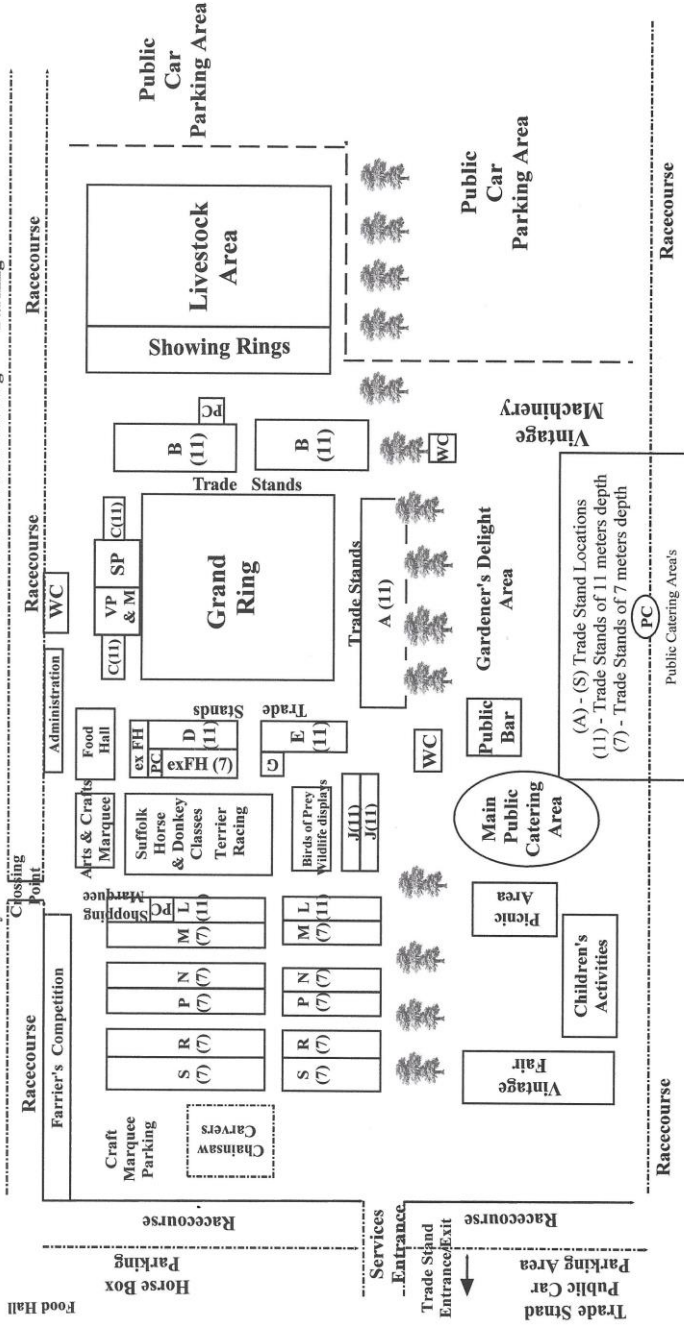 Food Hall
Horse Box
Parking
Racecourse
Services
Entrance
Trade Stand
Entrance/Exit
Racecourse
Trade Stnad
Public Car
Parking Area
Racecourse
Farrier's Competition
Crossing
Point
Craft
Marquee
Parking
Chainsaw
Carvers
S (7)
R (7)
P (7)
N (7)
M (7)
L (11)
PC
Shopping
Marquee
S (7)
R (7)
P (7)
N (7)
M (7)
L (11)
Vintage
Fair
Children's
Activities
Picnic
Area
Racecourse
Arts & Crafts
Marquee
Food
Hall
Administration
Suffolk
Horse
& Donkey
Classes
Terrier
Racing
ex FH
PC
exFH (7)
D
(11)
Trade Stands
Birds of Prey
Wildlife displays
G
E
(11)
J(11)
J(11)
Main
Public
Catering
Area
WC
Public
Bar
Racecourse
WC
C(11)
VP
& M
SP
C(11)
Grand
Ring
Trade Stands
A (11)
Gardener's Delight
Area
Trade Stands
B
(11)
PC
B
(11)
WC
Vintage
Machinery
(A) - (S) Trade Stand Locations
(11) - Trade Stands of 11 meters depth
(7) - Trade Stands of 7 meters depth
PC
Public Catering Area's
Racecourse
Showing Rings
Livestock
Area
Public
Car
Parking Area
Public
Car
Parking Area
Racecourse